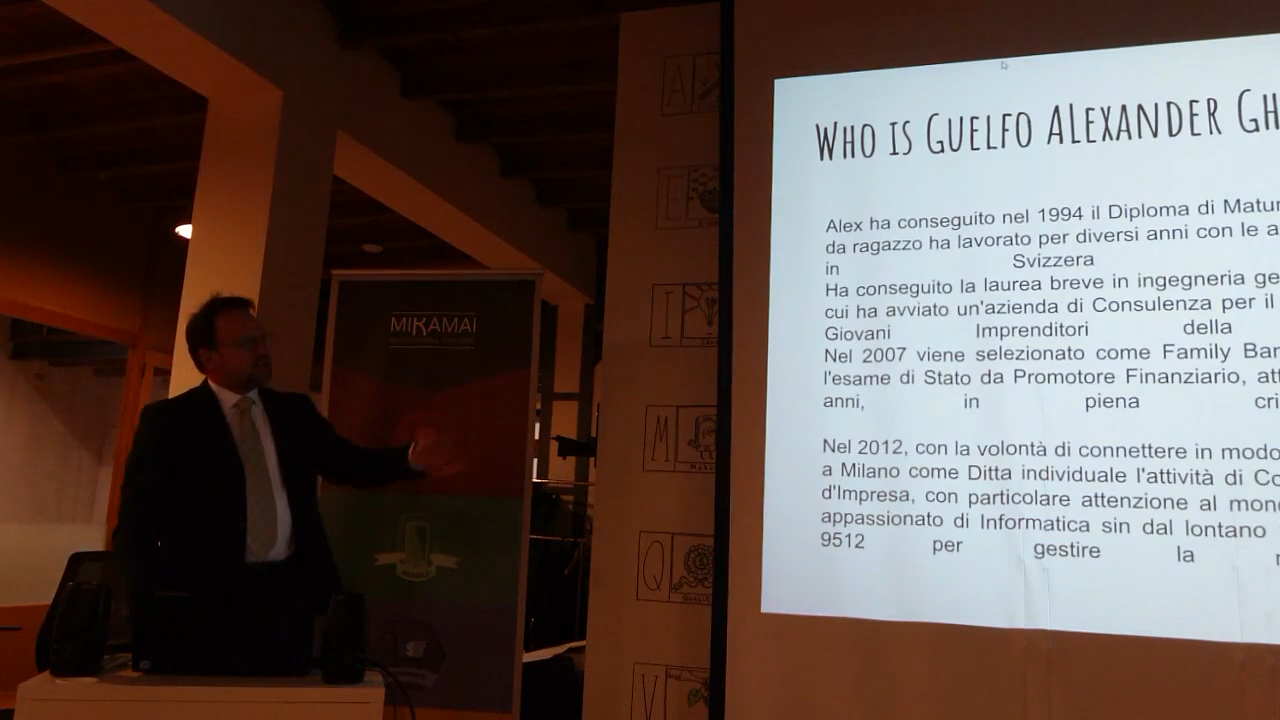 MIKAMAI
A
E
I
M
Q
V
WHO IS GUELFO ALEXANDER GH
Alex ha conseguito nel 1994 il Diploma di Matur
da ragazzo ha lavorato per diversi anni con le a
in Svizzera
Ha conseguito la laurea breve in ingegneria ge
cui ha avviato un'azienda di Consulenza per il
Giovani Imprenditori della
Nel 2007 viene selezionato come Family Ban
l'esame di Stato da Promotore Finanziario, att
anni, in piena cri
Nel 2012, con la volontà di connettere in modo
a Milano come Ditta individuale l'attività di Co
d'Impresa, con particolare attenzione al mon
appassionato di Informatica sin dal lontano
9512 per gestire la